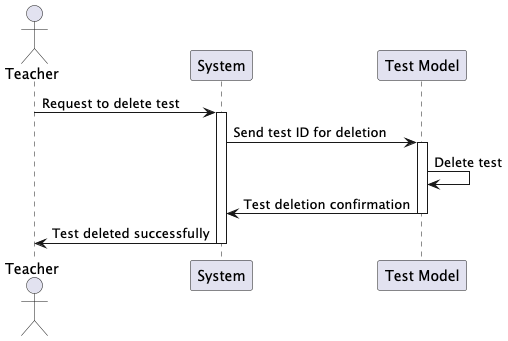 Teacher
System
Test Model
Request to delete test
Send test ID for deletion
Delete test
Test deletion confirmation
Test deleted successfully
Teacher
System
Test Model